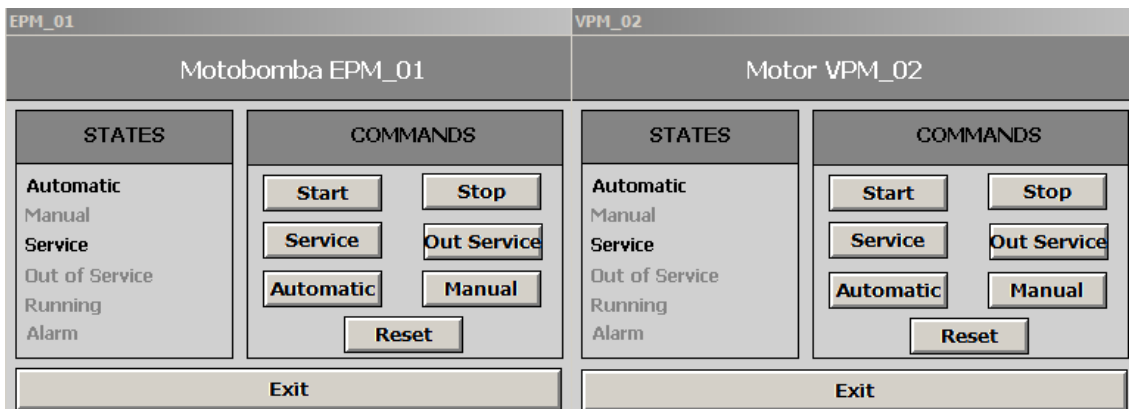 EPM_01
Motobomba EPM_01
STATES
Automatic
Manual
Service
Out of Service
Running
Alarm
COMMANDS
Start Stop
Service Out Service
Automatic Manual
Reset
Exit
VPM_02
Motor VPM_02
STATES
Automatic
Manual
Service
Out of Service
Running
Alarm
COMMANDS
Start Stop
Service Out Service
Automatic Manual
Reset
Exit